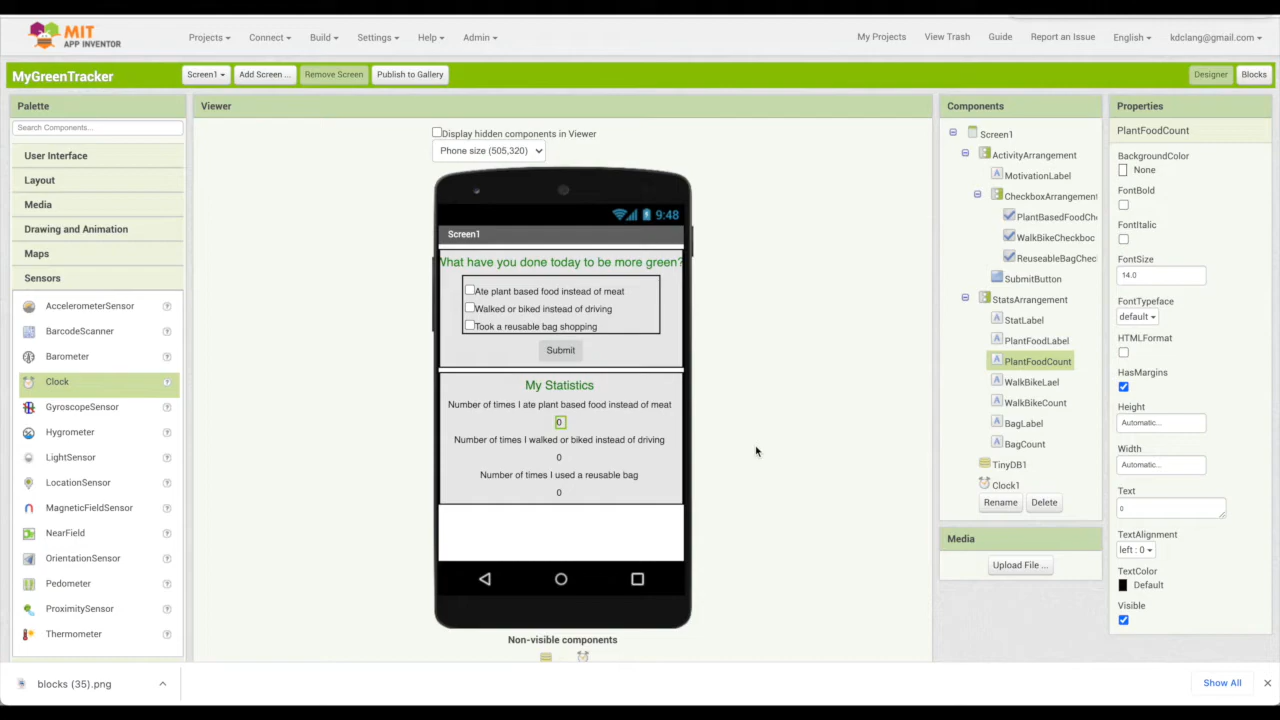 MIT
APP INVENTOR
Projects
Connect
Build
Settings
Help
Admin
My Projects
View Trash
Guide
Report an Issue
English
kdclang@gmail.com
MyGreenTracker
Screen1
Add Screen ...
Remove Screen
Publish to Gallery
Designer
Blocks
Palette
Search Components...
User Interface
Layout
Media
Drawing and Animation
Maps
Sensors
AccelerometerSensor
BarcodeScanner
Barometer
Clock
GyroscopeSensor
Hygrometer
LightSensor
LocationSensor
MagneticFieldSensor
NearField
OrientationSensor
Pedometer
ProximitySensor
Thermometer
Viewer
Display hidden components in Viewer
Phone size (505,320)
9:48
Screen1
What have you done today to be more green?
Ate plant based food instead of meat
Walked or biked instead of driving
Took a reusable bag shopping
Submit
My Statistics
Number of times I ate plant based food instead of meat
0
Number of times I walked or biked instead of driving
0
Number of times I used a reusable bag
0
Non-visible components
Components
Screen1
ActivityArrangement
MotivationLabel
CheckboxArrangement
PlantBasedFoodChe
WalkBikeCheckboc
ReuseableBagChec
SubmitButton
StatsArrangement
StatLabel
PlantFoodLabel
PlantFoodCount
WalkBikeLael
WalkBikeCount
BagLabel
BagCount
TinyDB1
Clock1
Rename
Delete
Media
Upload File ...
Properties
PlantFoodCount
BackgroundColor
None
FontBold
FontItalic
FontSize
14.0
FontTypeface
default
HTMLFormat
HasMargins
Height
Automatic...
Width
Automatic...
Text
0
TextAlignment
left : 0
TextColor
Default
Visible
blocks (35).png
Show All